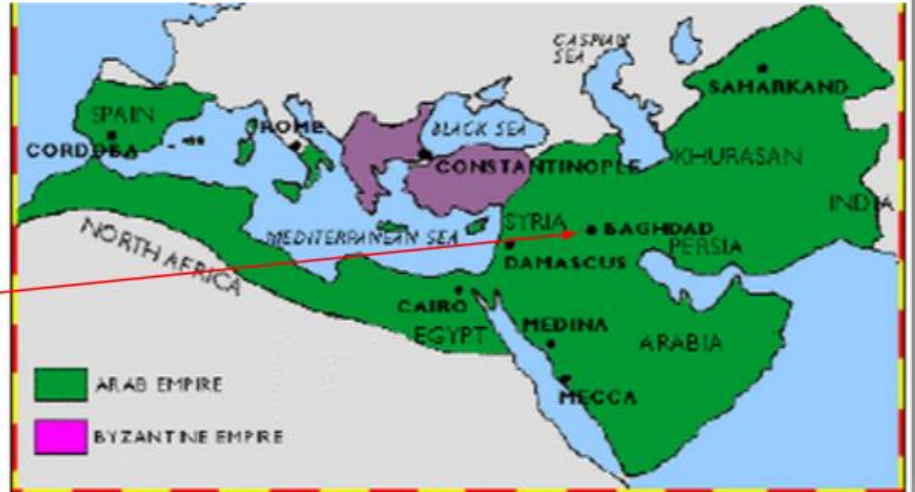 CASPIAN
SEA
SAMARKAND
SPAIN
ROME
BLACK SEA
CORDOBA
CONSTANTINOPLE
KHURASAN
INDIA
SYRIA
BAGHDAD
NORTH AFRICA
MEDITERRANEAN SEA
PERSIA
DAMASCUS
CAIRO
MEDINA
EGYPT
ARABIA
ARAB EMPIRE
MECCA
BYZANTINE EMPIRE